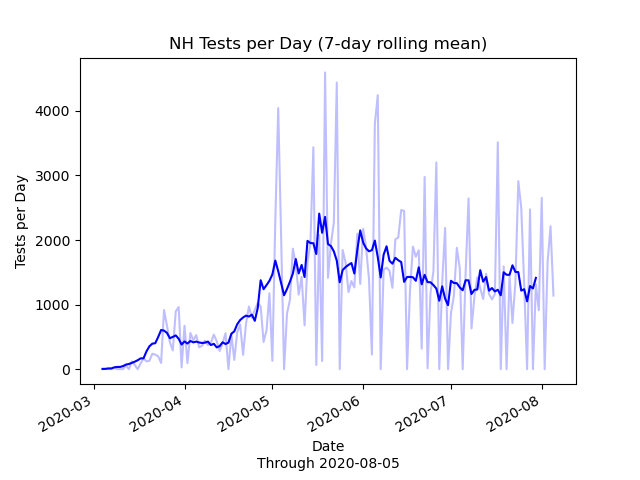 NH Tests per Day (7-day rolling mean)
Tests per Day
4000
3000
2000
1000
0
2020-03
2020-04
2020-05
2020-06
2020-07
2020-08
Date
Through 2020-08-05